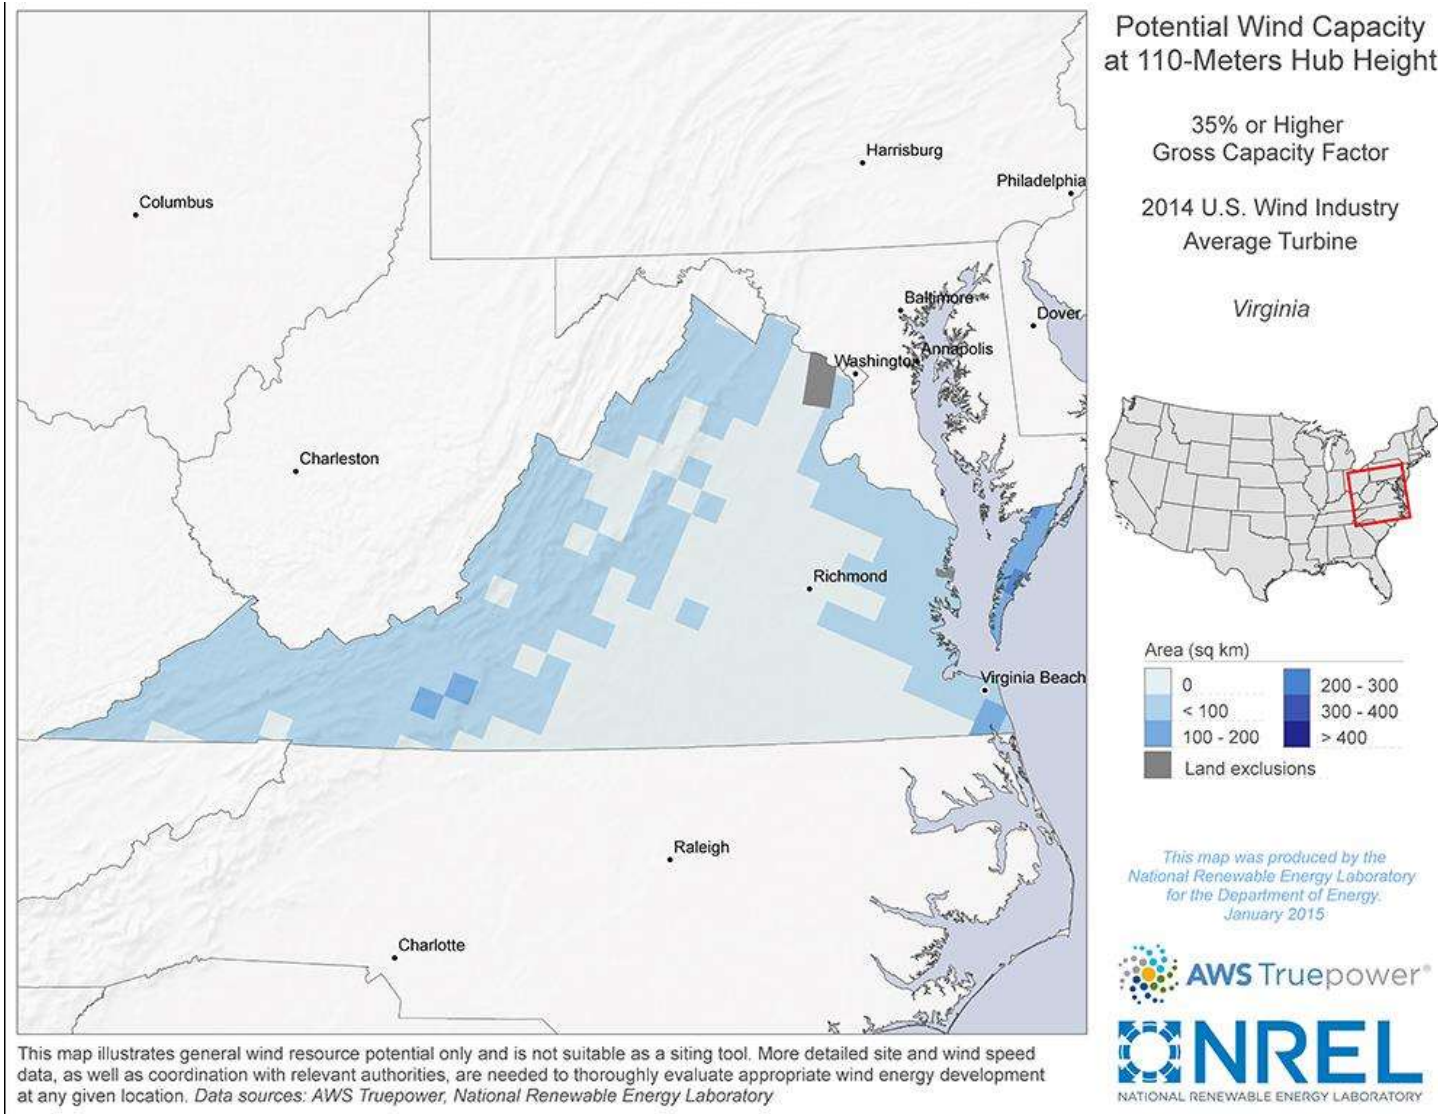 Potential Wind Capacity
at 110-Meters Hub Height
35% or Higher
Gross Capacity Factor
2014 U.S. Wind Industry
Average Turbine
Virginia
Harrisburg
Philadelphia
Columbus
Baltimore
Dover
Annapolis
Washington
Charleston
Richmond
Virginia Beach
Raleigh
Charlotte
Area (sq km)
0
< 100
100 - 200
200 - 300
300 - 400
> 400
Land exclusions
This map was produced by the
National Renewable Energy Laboratory
for the Department of Energy.
January 2015
AWS Truepower®
NREL
NATIONAL RENEWABLE ENERGY LABORATORY
This map illustrates general wind resource potential only and is not suitable as a siting tool. More detailed site and wind speed
data, as well as coordination with relevant authorities, are needed to thoroughly evaluate appropriate wind energy development
at any given location. Data sources: AWS Truepower, National Renewable Energy Laboratory